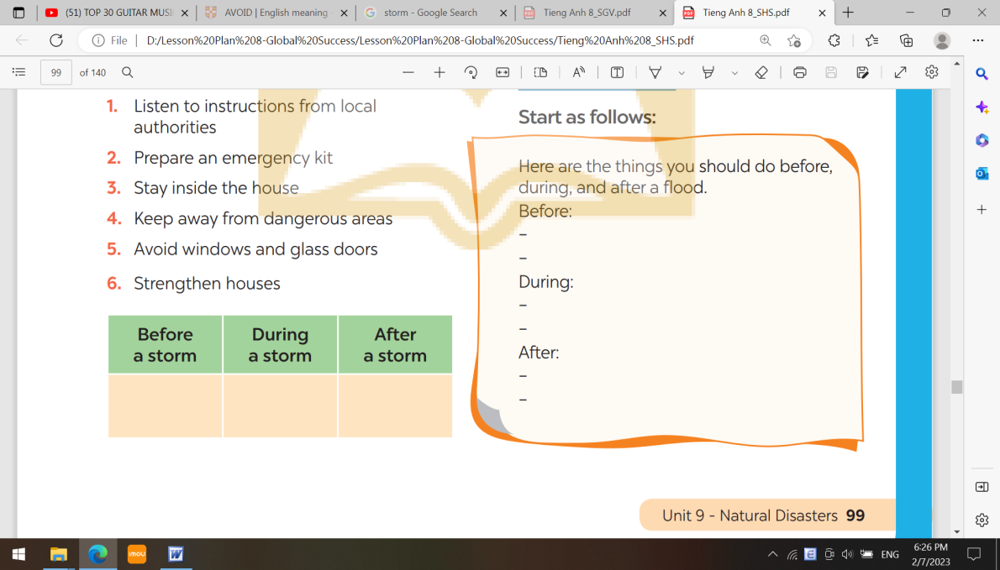 (51) TOP 30 GUITAR MUSI
AVOID | English meaning -
storm - Google Search
Tieng Anh 8_SGV.pdf
Tieng Anh 8_SHS.pdf
File
D:/Lesson%20Plan%208-Global%20Success/Lesson%20Plan%208-Global%20Success/Tieng%20Anh%208_SHS.pdf
99 of 140
1. Listen to instructions from local
authorities
2. Prepare an emergency kit
3. Stay inside the house
4. Keep away from dangerous areas
5. Avoid windows and glass doors
6. Strengthen houses
Before
a storm
During
a storm
After
a storm
Start as follows:
Here are the things you should do before,
during, and after a flood.
Before:
–
–
During:
–
–
After:
–
–
Unit 9 - Natural Disasters 99
imou
ENG
6:26 PM
2/7/2023